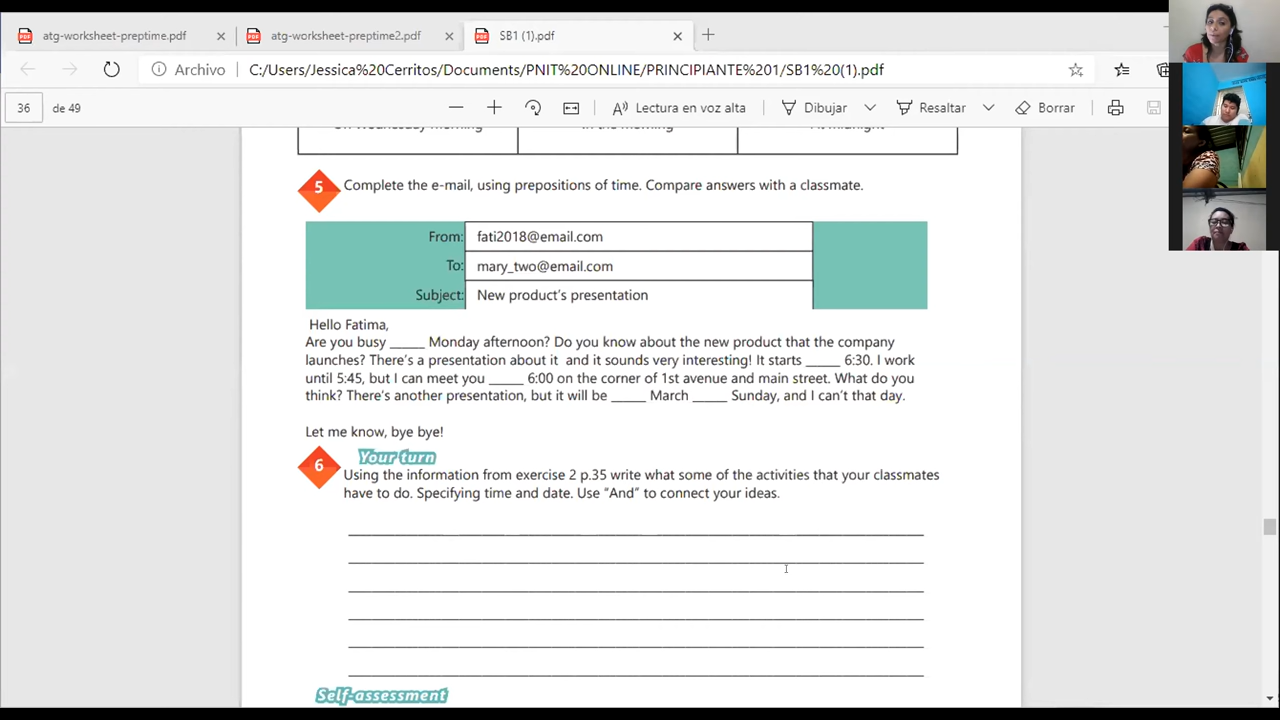 atg-worksheet-preptime.pdf
atg-worksheet-preptime2.pdf
SB1 (1).pdf
Archivo
C:/Users/Jessica%20Cerritos/Documents/PNIT%20ONLINE/PRINCIPIANTE%201/SB1%20(1).pdf
36 de 49
Lectura en voz alta
Dibujar
Resaltar
Borrar
On Wednesday morning
In the morning
At midnight
5 Complete the e-mail, using prepositions of time. Compare answers with a classmate.
From: fati2018@email.com
To: mary_two@email.com
Subject: New product's presentation
Hello Fatima,
Are you busy _____ Monday afternoon? Do you know about the new product that the company
launches? There's a presentation about it and it sounds very interesting! It starts _____ 6:30. I work
until 5:45, but I can meet you _____ 6:00 on the corner of 1st avenue and main street. What do you
think? There's another presentation, but it will be _____ March _____ Sunday, and I can't that day.
Let me know, bye bye!
6 Your turn
Using the information from exercise 2 p.35 write what some of the activities that your classmates
have to do. Specifying time and date. Use “And” to connect your ideas.
Self-assessment